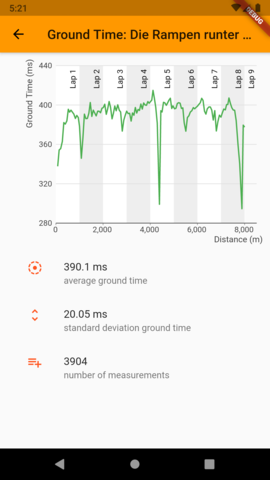 5:21
DEBUG
Ground Time: Die Rampen runter ...
Ground Time (ms)
440
400
360
320
280
Lap 1
Lap 2
Lap 3
Lap 4
Lap 5
Lap 6
Lap 7
Lap 8
Lap 9
0
2,000
4,000
6,000
8,000
Distance (m)
390.1 ms
average ground time
20.05 ms
standard deviation ground time
3904
number of measurements